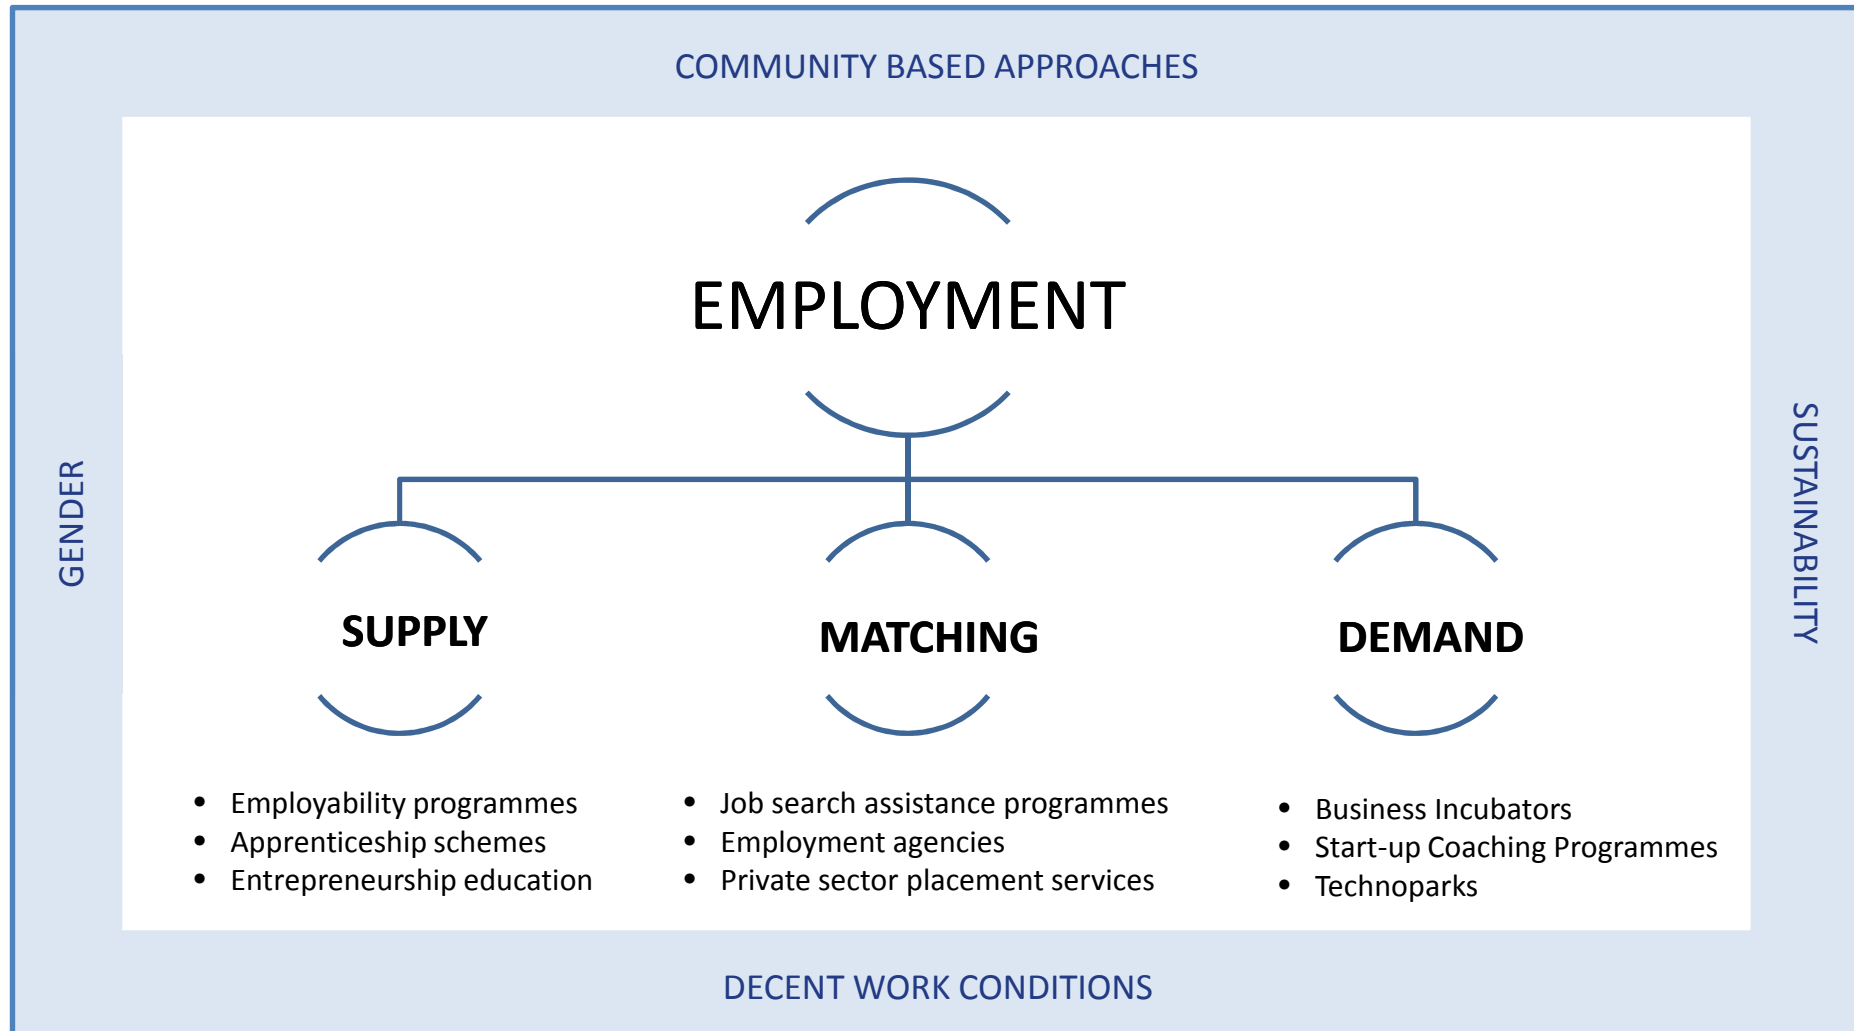 COMMUNITY BASED APPROACHES
EMPLOYMENT
GENDER
SUSTAINABILITY
SUPPLY
MATCHING
DEMAND
• Employability programmes
• Apprenticeship schemes
• Entrepreneurship education
• Job search assistance programmes
• Employment agencies
• Private sector placement services
• Business Incubators
• Start-up Coaching Programmes
• Technoparks
DECENT WORK CONDITIONS